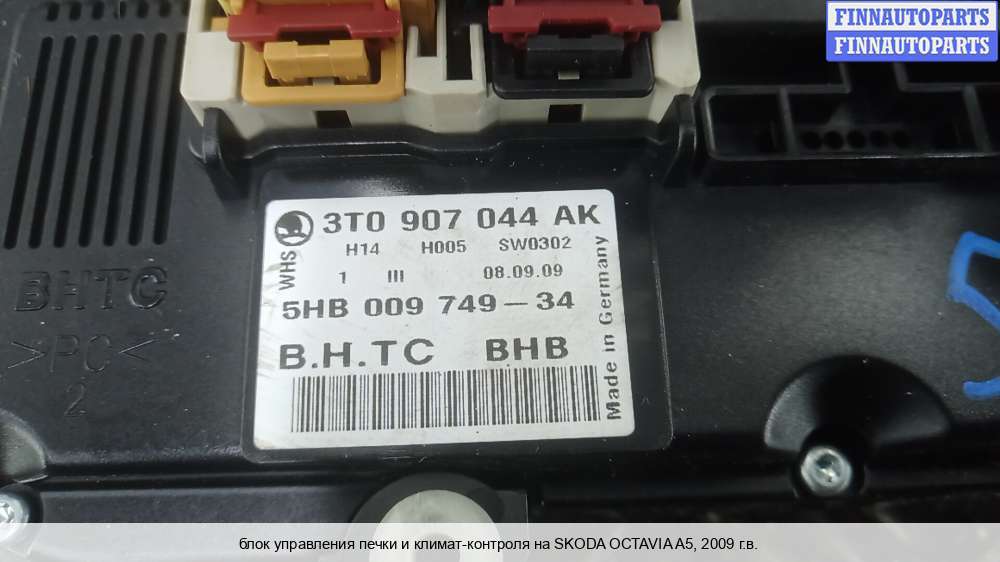 FINNAUTOPARTS
FINNAUTOPARTS
3T0 907 044 AK
H14 H005 SW0302
WHS
1 III 08.09.09
5HB 009 749-34
B.H.TC BHB
Made in Germany
BHTC
>PC<
2
блок управления печки и климат-контроля на SKODA OCTAVIA A5, 2009 г.в.